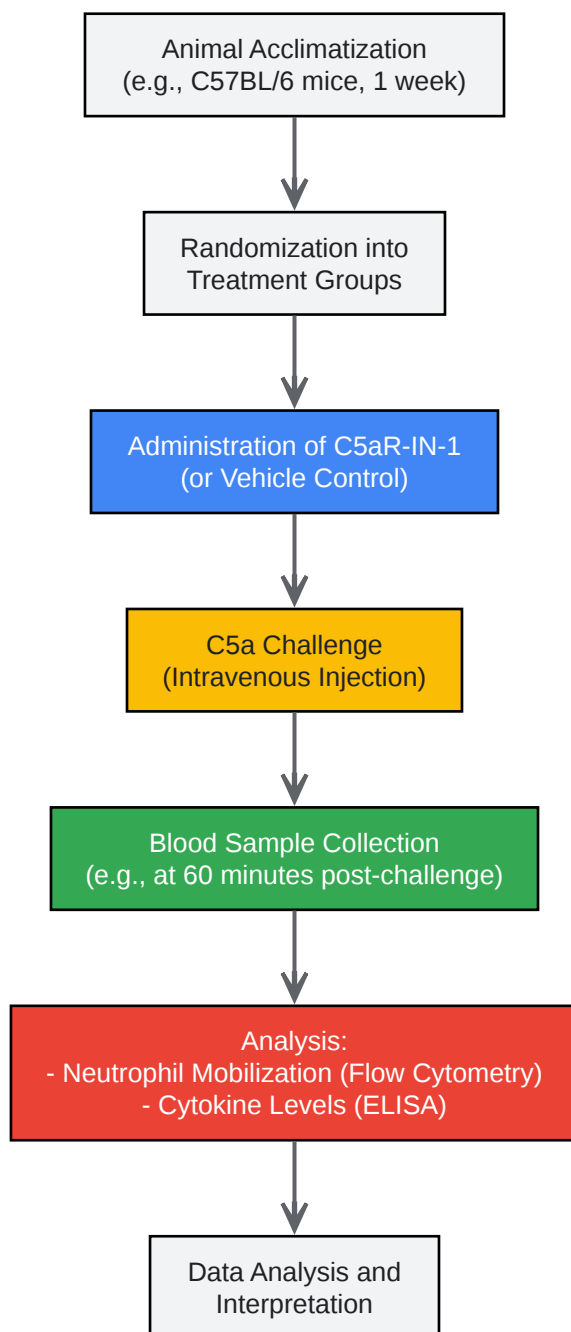 Animal Acclimatization
(e.g., C57BL/6 mice, 1 week)
Randomization into
Treatment Groups
Administration of C5aR-IN-1
(or Vehicle Control)
C5a Challenge
(Intravenous Injection)
Blood Sample Collection
(e.g., at 60 minutes post-challenge)
Analysis:
- Neutrophil Mobilization (Flow Cytometry)
- Cytokine Levels (ELISA)
Data Analysis and
Interpretation